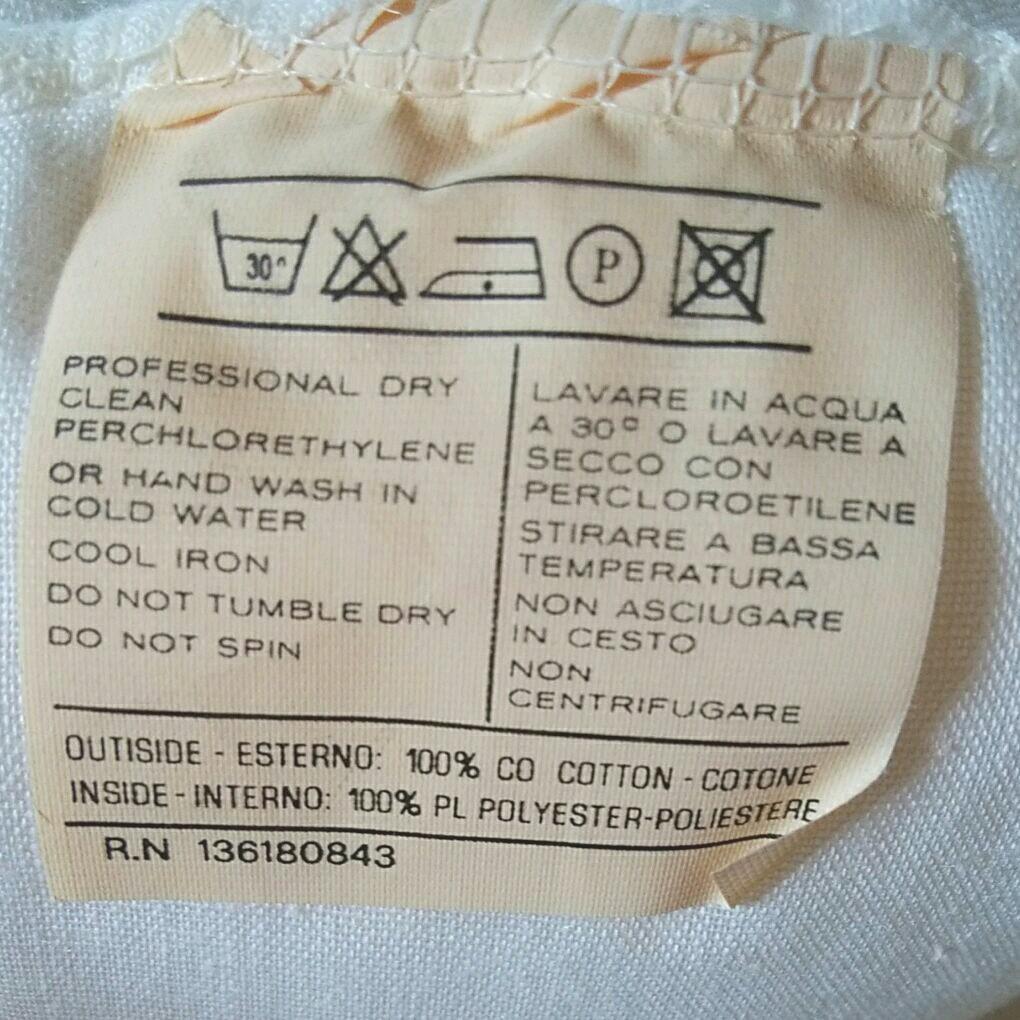 30°
P
PROFESSIONAL DRY
CLEAN
PERCHLORETHYLENE
OR HAND WASH IN
COLD WATER
COOL IRON
DO NOT TUMBLE DRY
DO NOT SPIN
LAVARE IN ACQUA
A 30° O LAVARE A
SECCO CON
PERCLOROETILENE
STIRARE A BASSA
TEMPERATURA
NON ASCIUGARE
IN CESTO
NON
CENTRIFUGARE
OUTISIDE - ESTERNO: 100% CO COTTON - COTONE
INSIDE - INTERNO: 100% PL POLYESTER-POLIESTERE
R.N 136180843